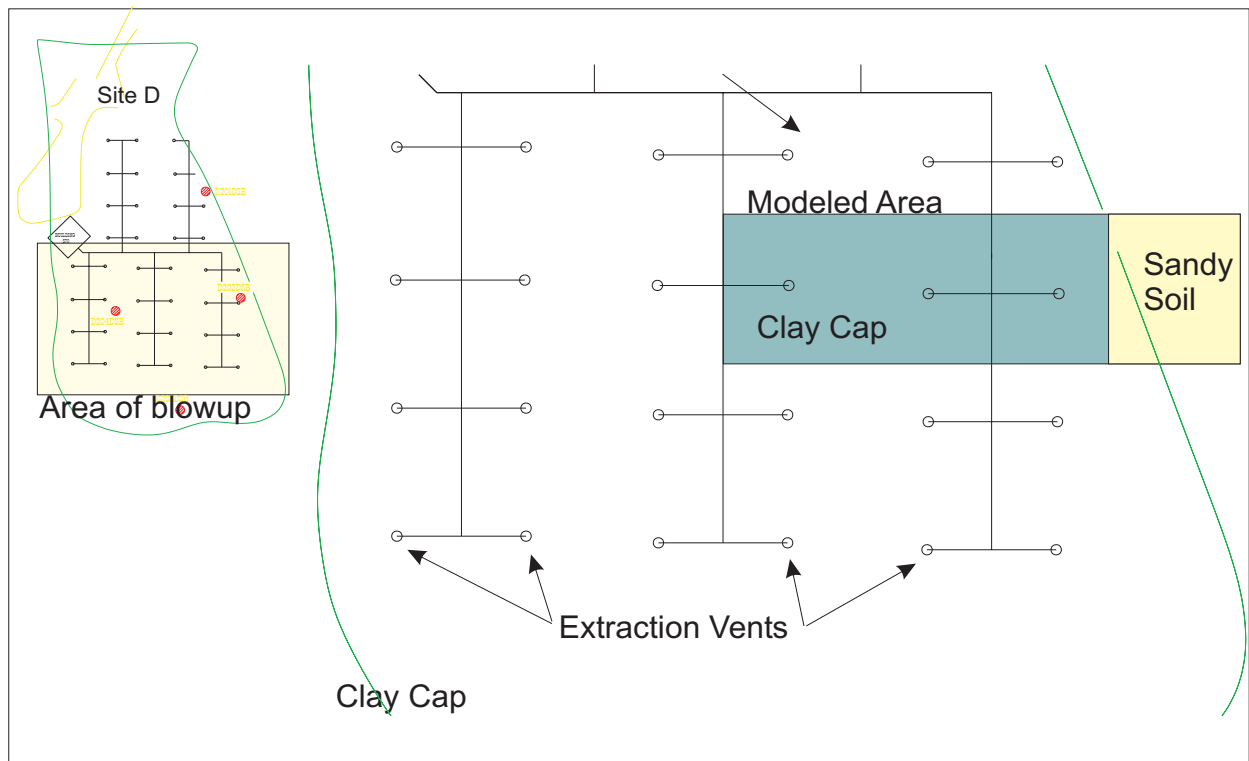 Site D
Area of blowup
Modeled Area
Clay Cap
Sandy
Soil
Extraction Vents
Clay Cap